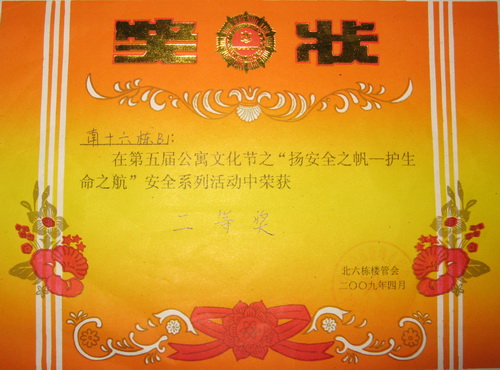 奖状
南十六栋B1:
在第五届公寓文化节之“扬安全之帆—护生
命之航”安全系列活动中荣获
二等奖
北六栋楼管会
二〇〇九年四月